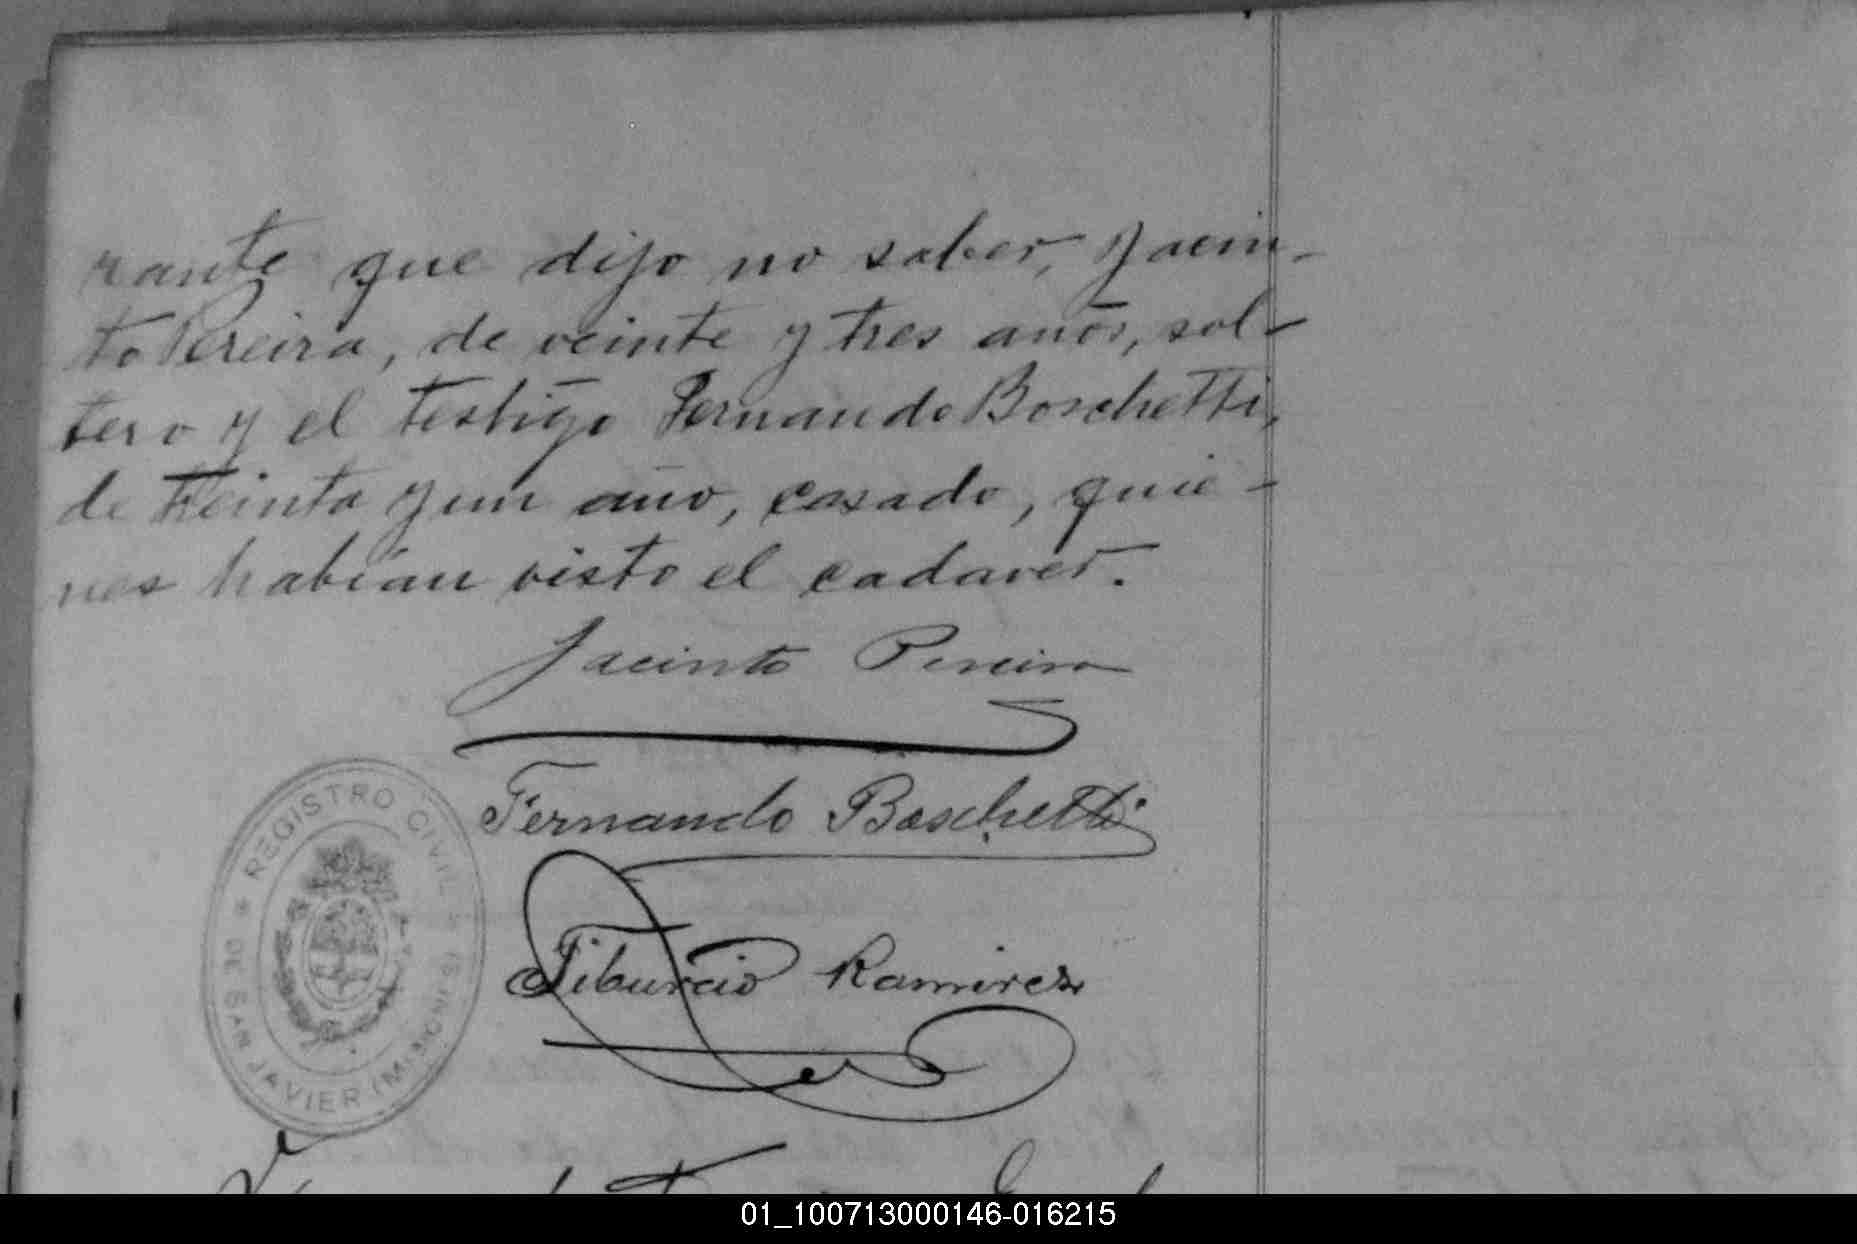 rante que dijo no saber, Jacin-
to Pereira, de veinte y tres años, sol-
tero y el testigo Fernando Boschetti,
de treinta y un año, casado, quie-
nes habían visto el cadaver.
Jacinto Pereira
Fernando Boschetti
Tiburcio Ramirez
* REGISTRO CIVIL *
DE SAN JAVIER (MISIONES)
01_100713000146-016215